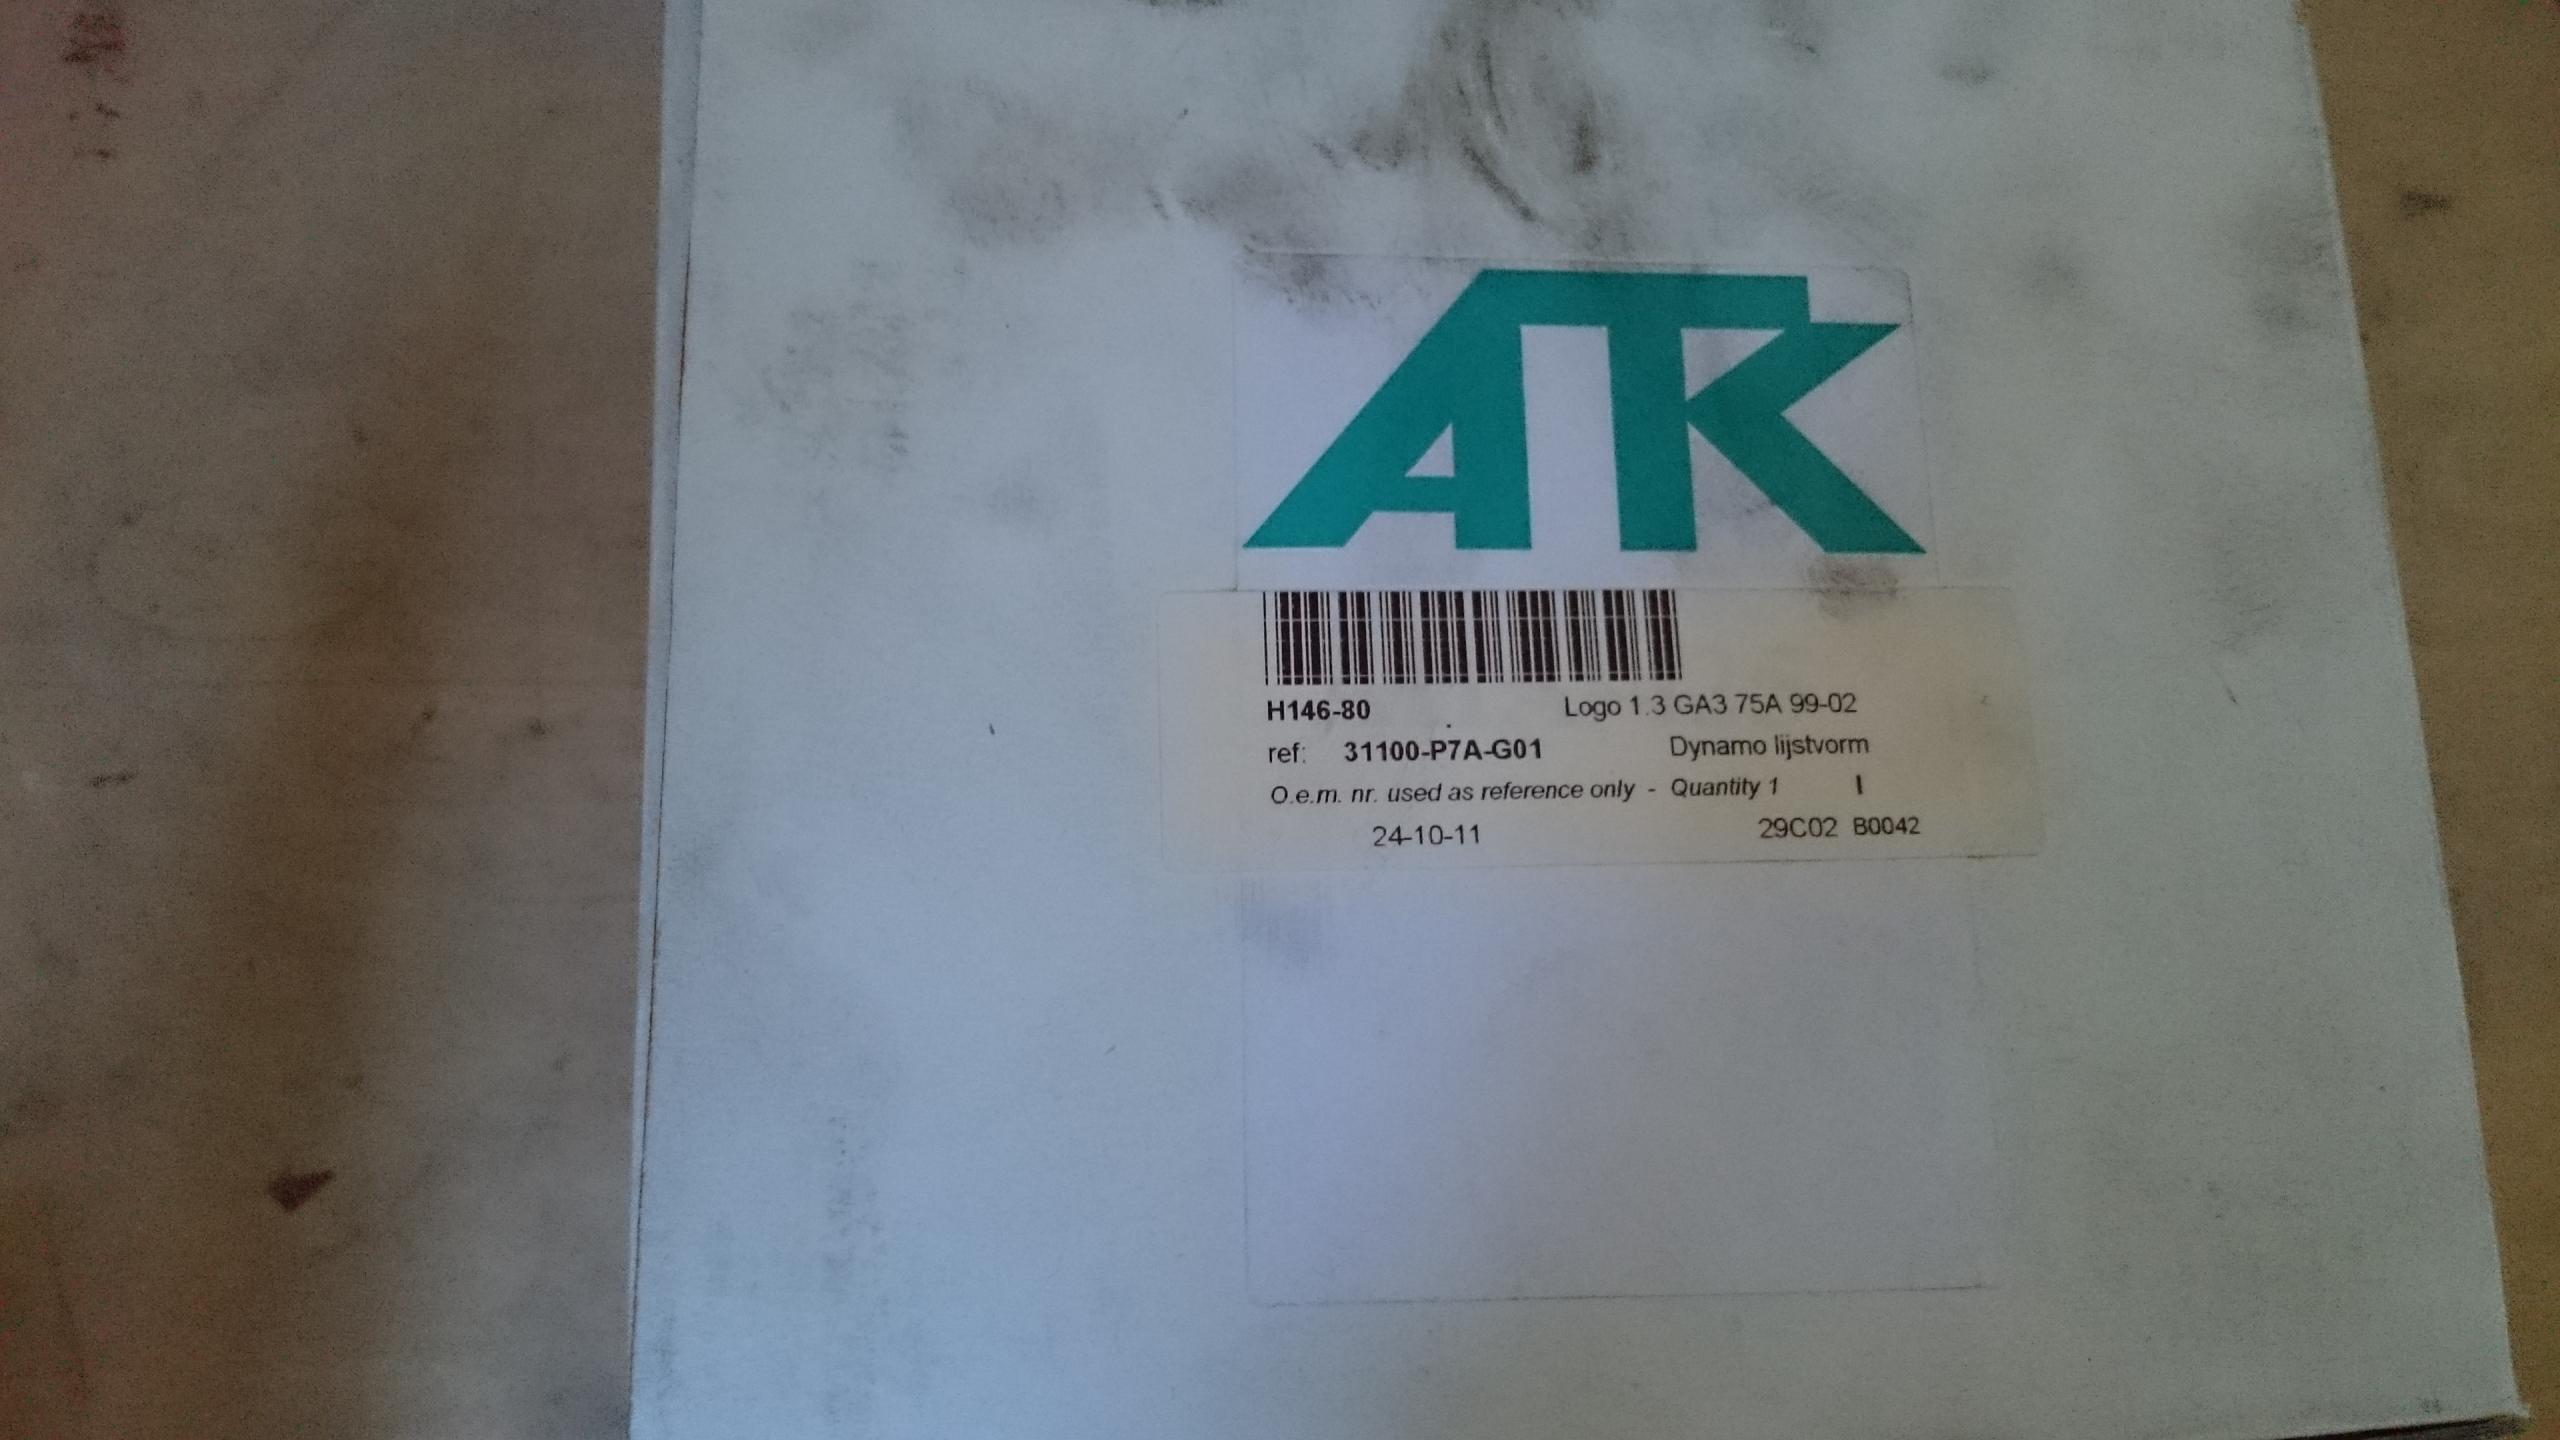 ATK
H146-80 Logo 1.3 GA3 75A 99-02
ref: 31100-P7A-G01 Dynamo lijstvorm
O.e.m. nr. used as reference only - Quantity 1 I
24-10-11 29C02 B0042